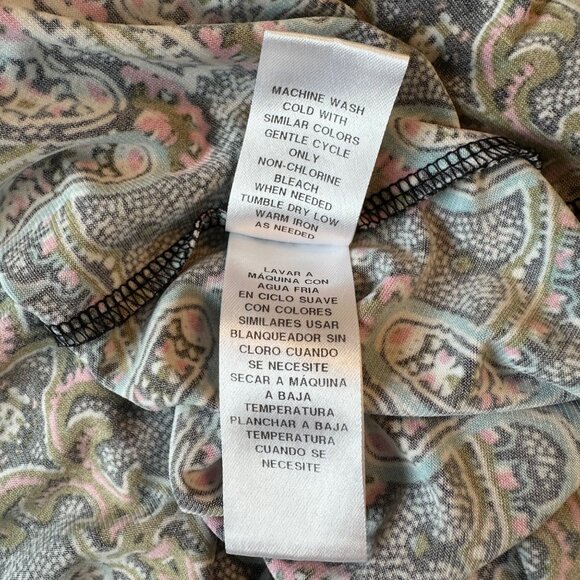 MACHINE WASH
COLD WITH
SIMILAR COLORS
GENTLE CYCLE
ONLY
NON-CHLORINE
BLEACH
WHEN NEEDED
TUMBLE DRY LOW
WARM IRON
AS NEEDED
LAVAR A
MÁQUINA CON
AGUA FRIA
EN CICLO SUAVE
CON COLORES
SIMILARES USAR
BLANQUEADOR SIN
CLORO CUANDO
SE NECESITE
SECAR A MÁQUINA
A BAJA
TEMPERATURA
PLANCHAR A BAJA
TEMPERATURA
CUANDO SE
NECESITE